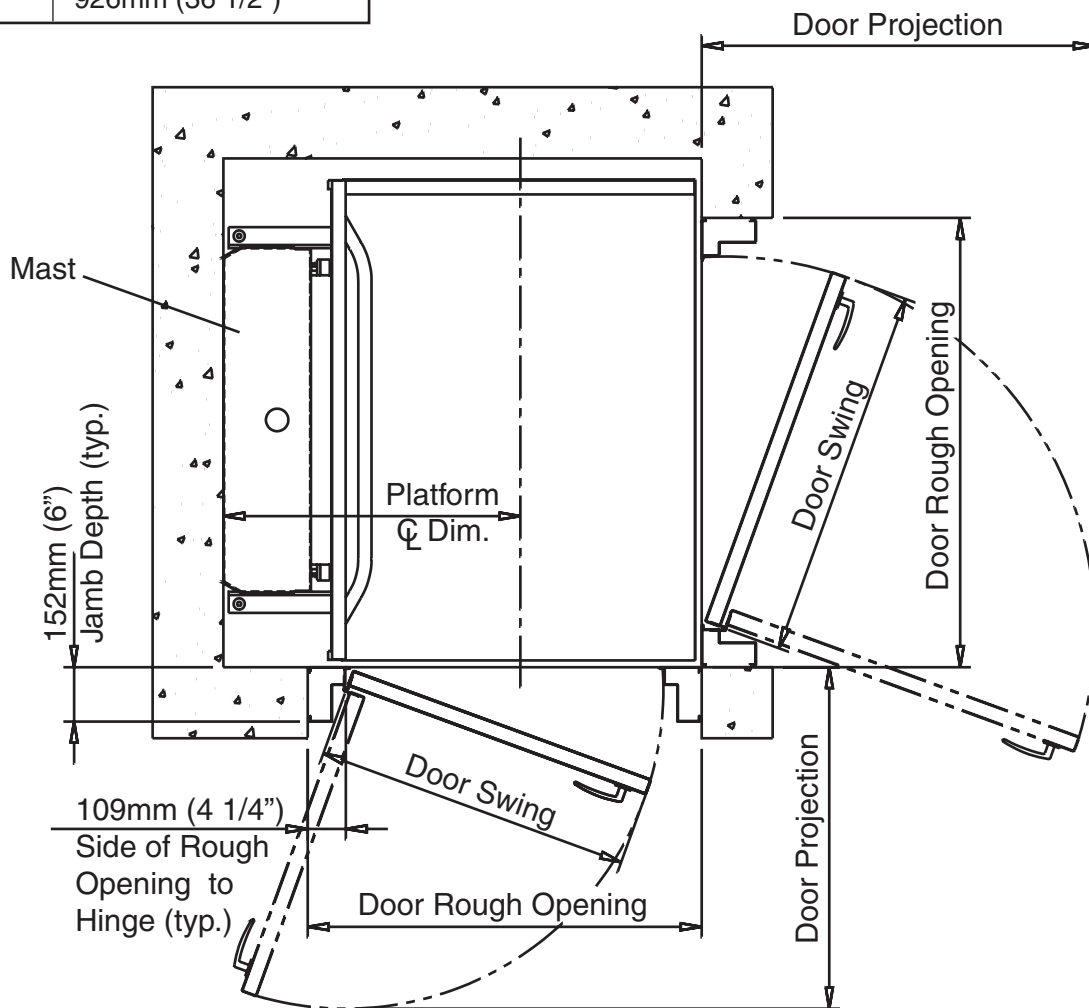 926mm (36 1/2")
Door Projection
Mast
Door Rough Opening
Door Swing
Platform
℄ Dim.
152mm (6”)
Jamb Depth (typ.)
Door Swing
109mm (4 1/4”)
Side of Rough
Opening to
Hinge (typ.)
Door Rough Opening
Door Projection